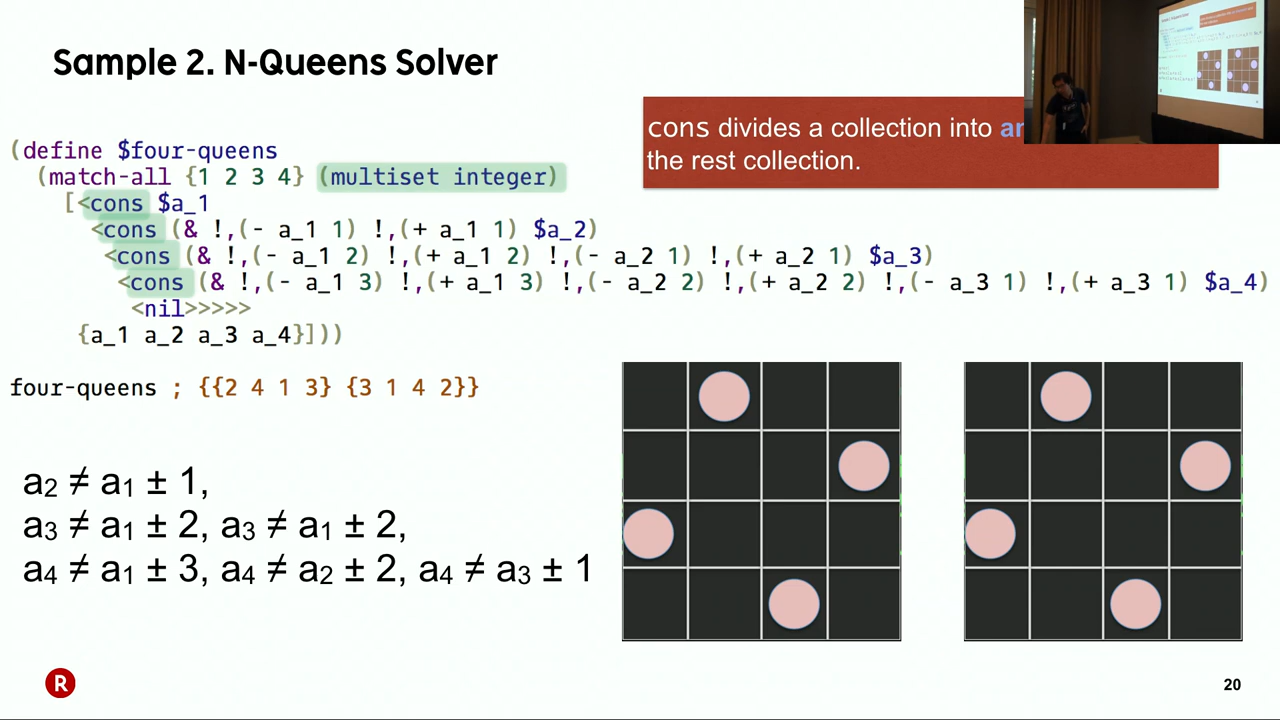 Sample 2. N-Queens Solver
cons divides a collection into
the rest collection.
(define $four-queens
(match-all {1 2 3 4} (multiset integer)
[<cons $a_1
<cons (& !,(- a_1 1) !,(+ a_1 1) $a_2)
<cons (& !,(- a_1 2) !,(+ a_1 2) !,(- a_2 1) !,(+ a_2 1) $a_3)
<cons (& !,(- a_1 3) !,(+ a_1 3) !,(- a_2 2) !,(+ a_2 2) !,(- a_3 1) !,(+ a_3 1) $a_4)
<nil>>>>>
{a_1 a_2 a_3 a_4}]))
four-queens ; {{2 4 1 3} {3 1 4 2}}
a₂ ≠ a₁ ± 1,
a₃ ≠ a₁ ± 2, a₃ ≠ a₁ ± 2,
a₄ ≠ a₁ ± 3, a₄ ≠ a₂ ± 2, a₄ ≠ a₃ ± 1
R
20